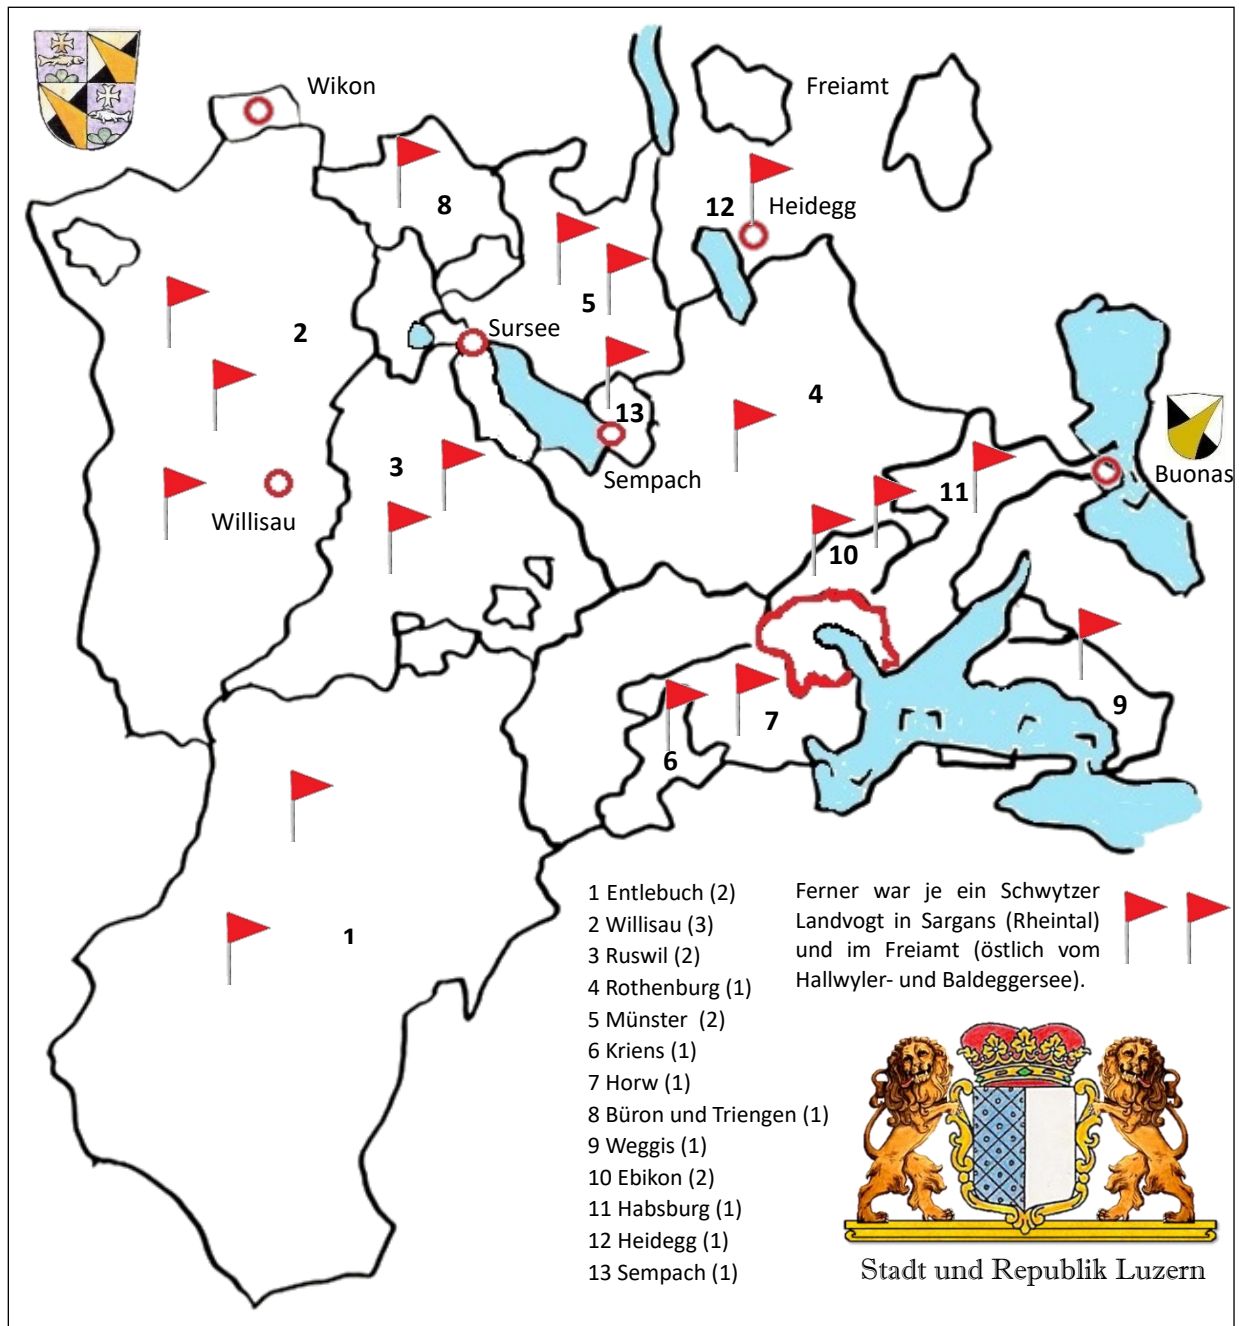 Wikon
Freiamt
8
12
Heidegg
5
2
Sursee
4
13
3
Sempach
11
Buonas
Willisau
10
9
7
6
1
1 Entlebuch (2)
2 Willisau (3)
3 Ruswil (2)
4 Rothenburg (1)
5 Münster (2)
6 Kriens (1)
7 Horw (1)
8 Büron und Triengen (1)
9 Weggis (1)
10 Ebikon (2)
11 Habsburg (1)
12 Heidegg (1)
13 Sempach (1)
Ferner war je ein Schwytzer
Landvogt in Sargans (Rheintal)
und im Freiamt (östlich vom
Hallwyler- und Baldeggersee).
Stadt und Republik Luzern